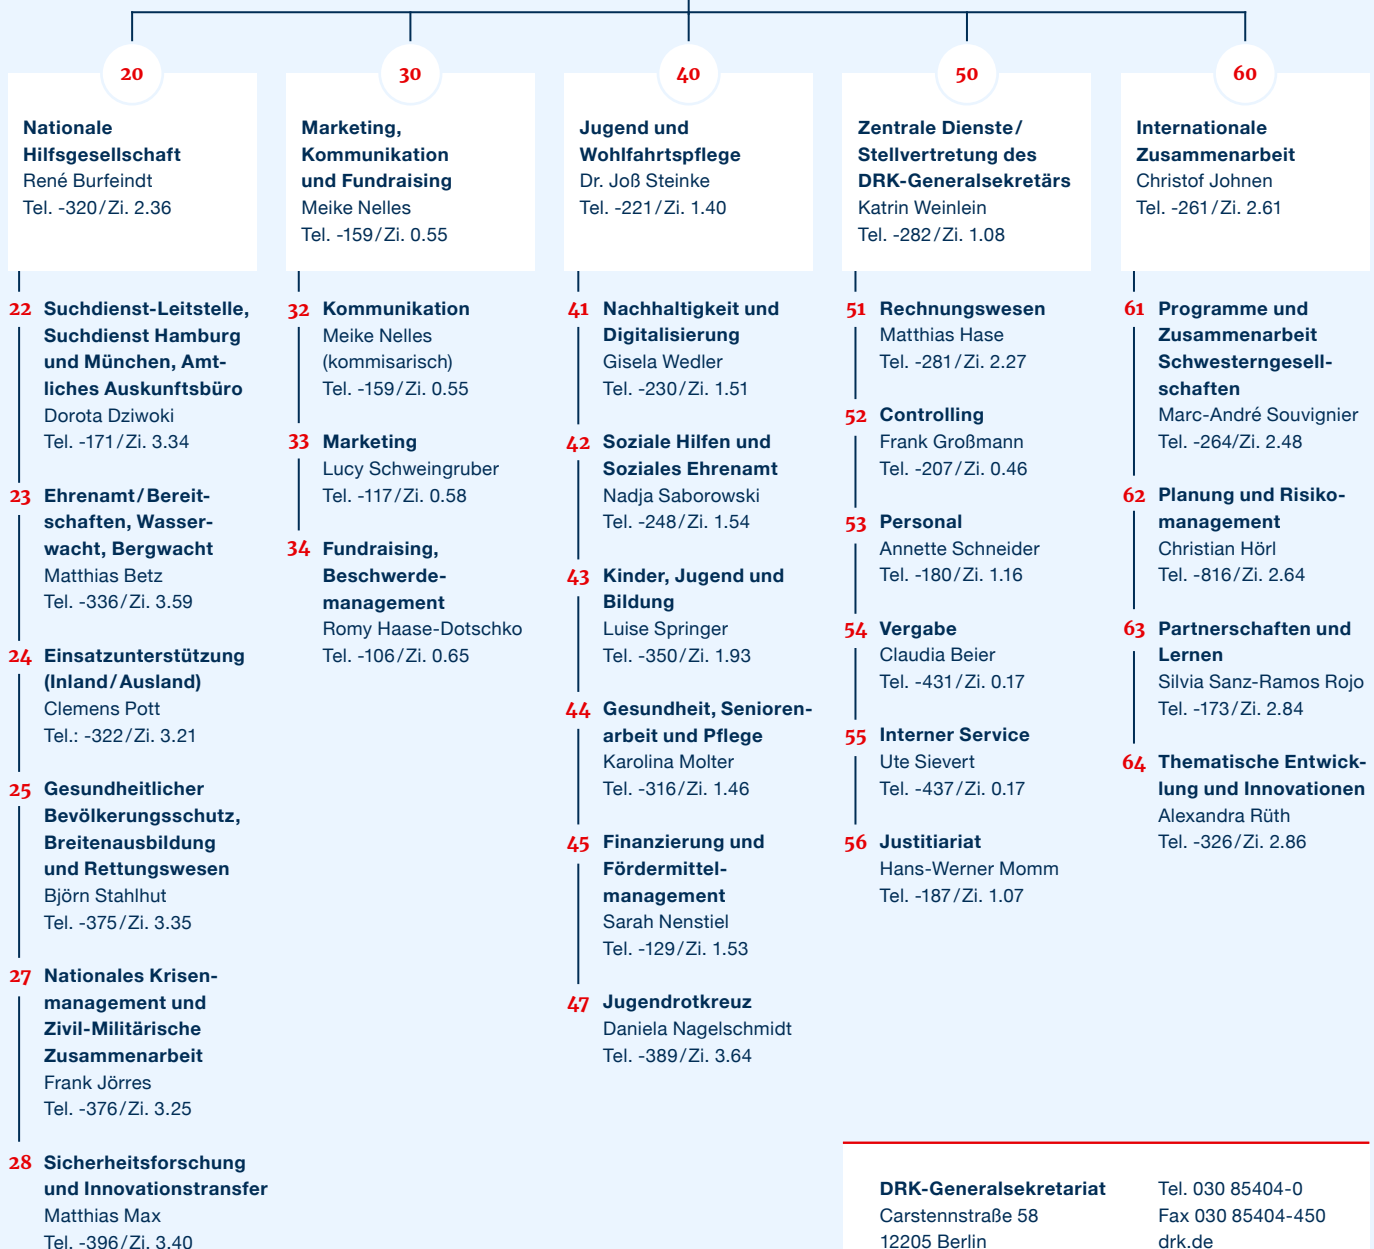 20
Nationale
Hilfsgesellschaft
René Burfeindt
Tel. -320/Zi. 2.36
22 Suchdienst-Leitstelle,
Suchdienst Hamburg
und München, Amt-
liches Auskunftsbüro
Dorota Dziwoki
Tel. -171/Zi. 3.34
23 Ehrenamt/Bereit-
schaften, Wasser-
wacht, Bergwacht
Matthias Betz
Tel. -336/Zi. 3.59
24 Einsatzunterstützung
(Inland/Ausland)
Clemens Pott
Tel.: -322/Zi. 3.21
25 Gesundheitlicher
Bevölkerungsschutz,
Breitenausbildung
und Rettungswesen
Björn Stahlhut
Tel. -375/Zi. 3.35
27 Nationales Krisen-
management und
Zivil-Militärische
Zusammenarbeit
Frank Jörres
Tel. -376/Zi. 3.25
28 Sicherheitsforschung
und Innovationstransfer
Matthias Max
Tel. -396/Zi. 3.40
30
Marketing,
Kommunikation
und Fundraising
Meike Nelles
Tel. -159/Zi. 0.55
32 Kommunikation
Meike Nelles
(kommisarisch)
Tel. -159/Zi. 0.55
33 Marketing
Lucy Schweingruber
Tel. -117/Zi. 0.58
34 Fundraising,
Beschwerde-
management
Romy Haase-Dotschko
Tel. -106/Zi. 0.65
40
Jugend und
Wohlfahrtspflege
Dr. Joß Steinke
Tel. -221/Zi. 1.40
41 Nachhaltigkeit und
Digitalisierung
Gisela Wedler
Tel. -230/Zi. 1.51
42 Soziale Hilfen und
Soziales Ehrenamt
Nadja Saborowski
Tel. -248/Zi. 1.54
43 Kinder, Jugend und
Bildung
Luise Springer
Tel. -350/Zi. 1.93
44 Gesundheit, Senioren-
arbeit und Pflege
Karolina Molter
Tel. -316/Zi. 1.46
45 Finanzierung und
Fördermittel-
management
Sarah Nenstiel
Tel. -129/Zi. 1.53
47 Jugendrotkreuz
Daniela Nagelschmidt
Tel. -389/Zi. 3.64
50
Zentrale Dienste/
Stellvertretung des
DRK-Generalsekretärs
Katrin Weinlein
Tel. -282/Zi. 1.08
51 Rechnungswesen
Matthias Hase
Tel. -281/Zi. 2.27
52 Controlling
Frank Großmann
Tel. -207/Zi. 0.46
53 Personal
Annette Schneider
Tel. -180/Zi. 1.16
54 Vergabe
Claudia Beier
Tel. -431/Zi. 0.17
55 Interner Service
Ute Sievert
Tel. -437/Zi. 0.17
56 Justitiariat
Hans-Werner Momm
Tel. -187/Zi. 1.07
60
Internationale
Zusammenarbeit
Christof Johnen
Tel. -261/Zi. 2.61
61 Programme und
Zusammenarbeit
Schwesterngesell-
schaften
Marc-André Souvignier
Tel. -264/Zi. 2.48
62 Planung und Risiko-
management
Christian Hörl
Tel. -816/Zi. 2.64
63 Partnerschaften und
Lernen
Silvia Sanz-Ramos Rojo
Tel. -173/Zi. 2.84
64 Thematische Entwick-
lung und Innovationen
Alexandra Rüth
Tel. -326/Zi. 2.86
DRK-Generalsekretariat
Carstennstraße 58
12205 Berlin
Tel. 030 85404-0
Fax 030 85404-450
drk.de